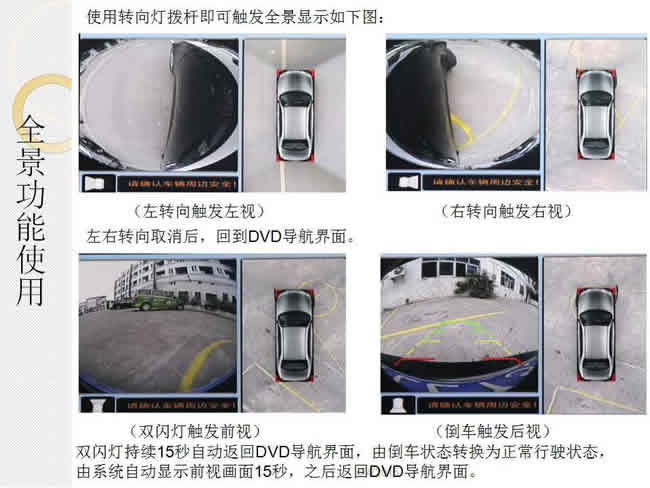 使用转向灯拨杆即可触发全景显示如下图：
全景功能使用
请确认车辆周边安全！
请确认车辆周边安全！
（左转向触发左视）
（右转向触发右视）
左右转向取消后，回到DVD导航界面。
请确认车辆周边安全！
请确认车辆周边安全！
（双闪灯触发前视）
（倒车触发后视）
双闪灯持续15秒自动返回DVD导航界面，由倒车状态转换为正常行驶状态，
由系统自动显示前视画面15秒，之后返回DVD导航界面。